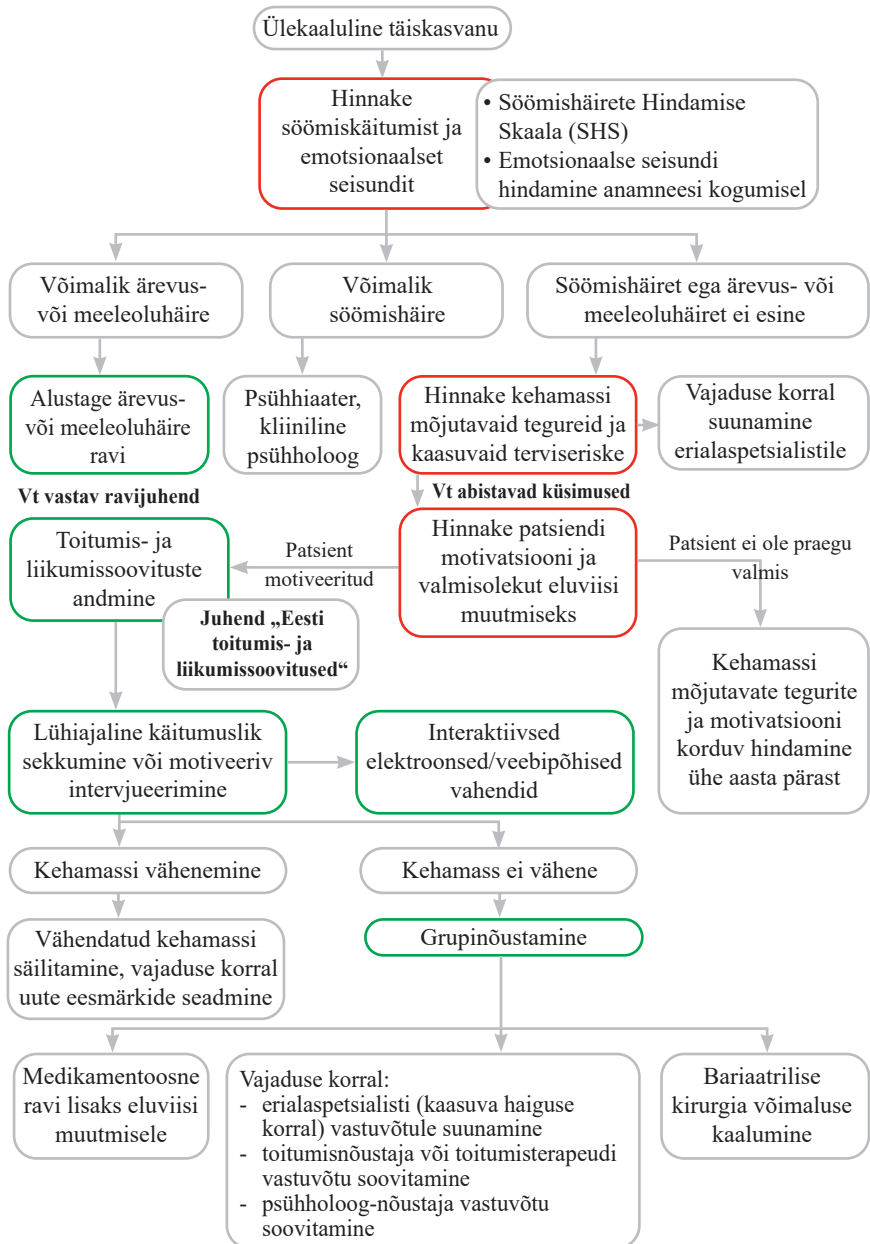 Ülekaaluline täiskasvanu
Hinnake
söömiskäitumist ja
emotsionaalset
seisundit
• Söömishäirete Hindamise
Skaala (SHS)
• Emotsionaalse seisundi
hindamine anamneesi kogumisel
Võimalik ärevus-
või meeleoluhäire
Võimalik
söömishäire
Söömishäiret ega ärevus- või
meeleoluhäiret ei esine
Alustage ärevus-
või meeleoluhäire
ravi
Psühhiaater,
kliiniline
psühholoog
Hinnake kehamassi
mõjutavaid tegureid ja
kaasuvaid terviseriske
Vajaduse korral
suunamine
erialaspetsialistile
Vt vastav ravijuhend
Vt abistavad küsimused
Toitumis- ja
liikumissoovituste
andmine
Patsient
motiveeritud
Hinnake patsiendi
motivatsiooni ja
valmisolekut eluviisi
muutmiseks
Patsient ei ole praegu
valmis
Juhend „Eesti
toitumis- ja
liikumissoovitused“
Kehamassi
mõjutavate tegurite
ja motivatsiooni
korduv hindamine
ühe aasta pärast
Lühiajaline käitumuslik
sekkumine või motiveeriv
intervjueerimine
Interaktiivsed
elektroonsed/veebipõhised
vahendid
Kehamassi vähenemine
Kehamass ei vähene
Vähendatud kehamassi
säilitamine, vajaduse korral
uute eesmärkide seadmine
Grupinõustamine
Medikamentoosne
ravi lisaks eluviisi
muutmisele
Vajaduse korral:
- erialaspetsialisti (kaasuva haiguse
korral) vastuvõtule suunamine
- toitumisnõustaja või toitumisterapeudi
vastuvõtu soovitamine
- psühholoog-nõustaja vastuvõtu
soovitamine
Bariaatrilise
kirurgia võimaluse
kaalumine